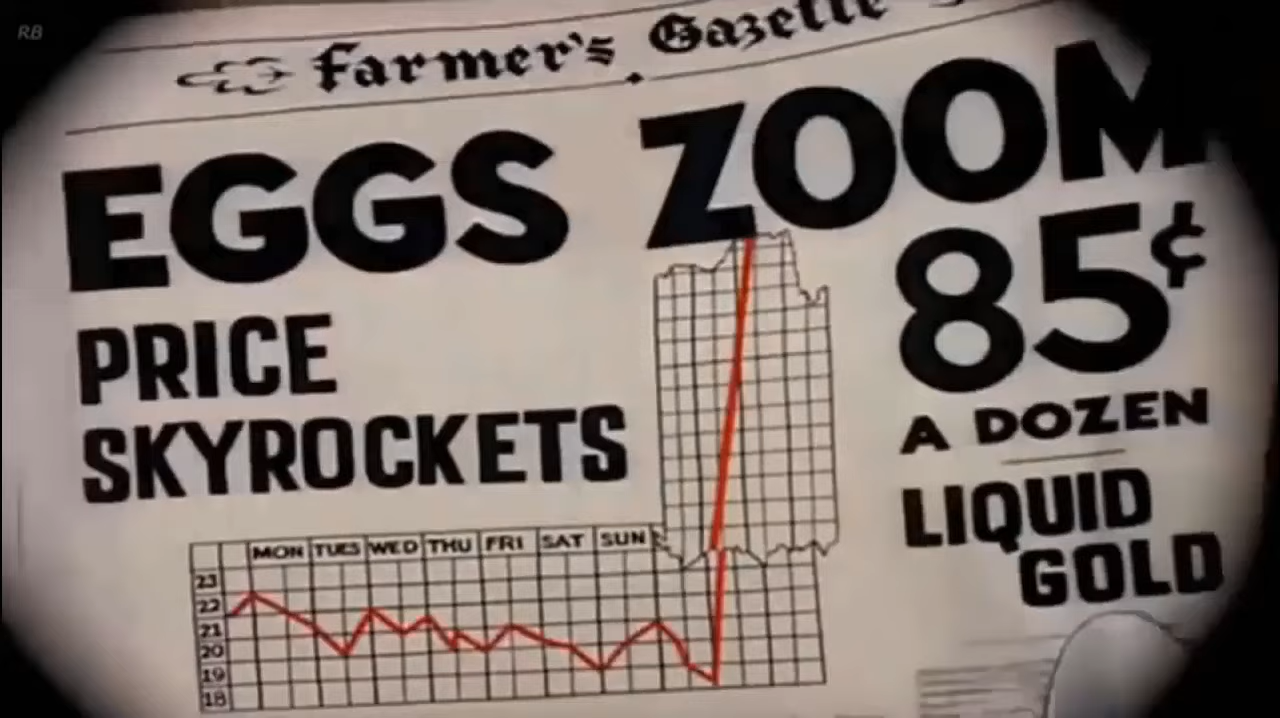 RB
Farmer's Gazette
EGGS ZOOM
85¢
A DOZEN
PRICE
SKYROCKETS
LIQUID
GOLD
MON TUES WED THU FRI SAT SUN
23
22
21
20
19
18